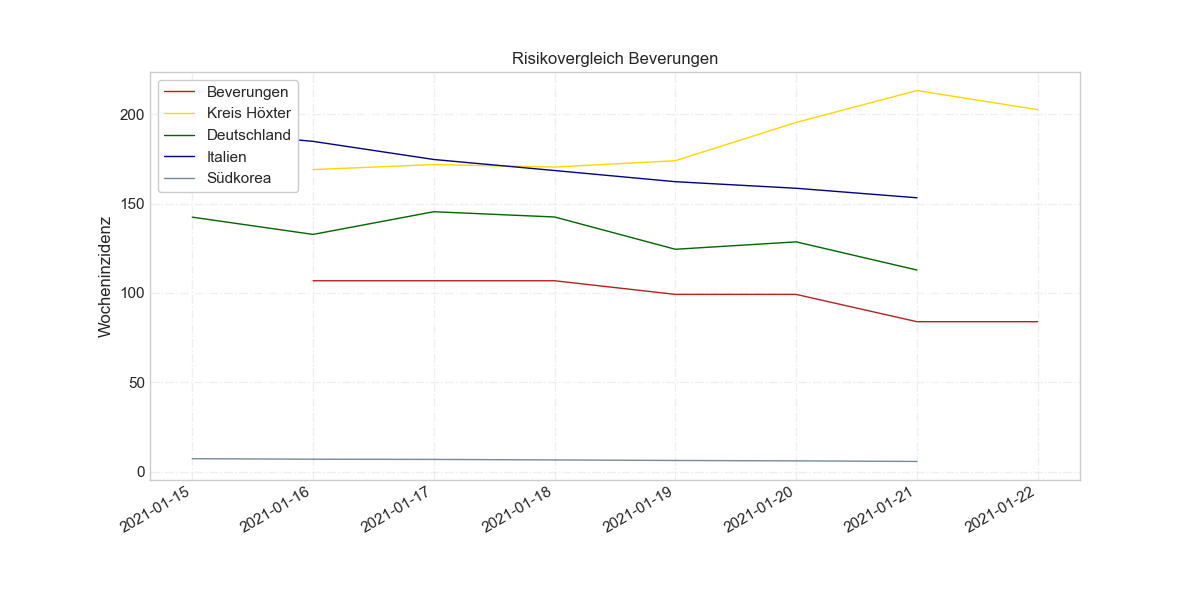 Risikovergleich Beverungen
Beverungen
Kreis Höxter
Deutschland
Italien
Südkorea
Wocheninzidenz
200
150
100
50
0
2021-01-15
2021-01-16
2021-01-17
2021-01-18
2021-01-19
2021-01-20
2021-01-21
2021-01-22